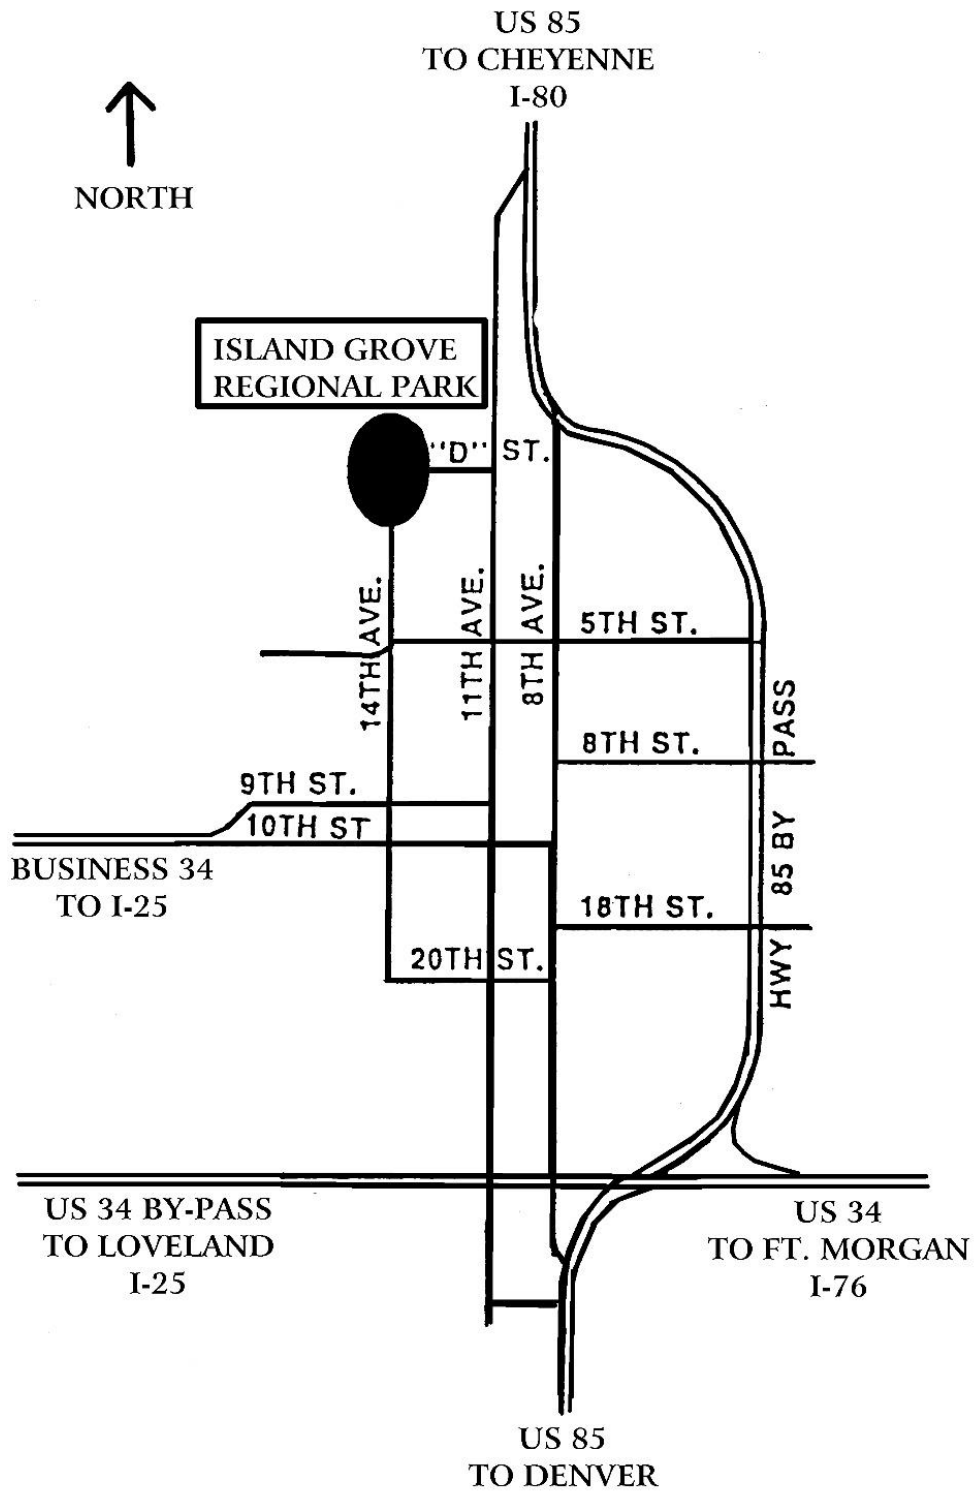 US 85
TO CHEYENNE
I-80
NORTH
ISLAND GROVE
REGIONAL PARK
"D" ST.
14TH AVE.
11TH AVE.
8TH AVE.
5TH ST.
8TH ST.
HWY 85 BY PASS
9TH ST.
10TH ST
BUSINESS 34
TO I-25
18TH ST.
20TH ST.
US 34 BY-PASS
TO LOVELAND
I-25
US 34
TO FT. MORGAN
I-76
US 85
TO DENVER